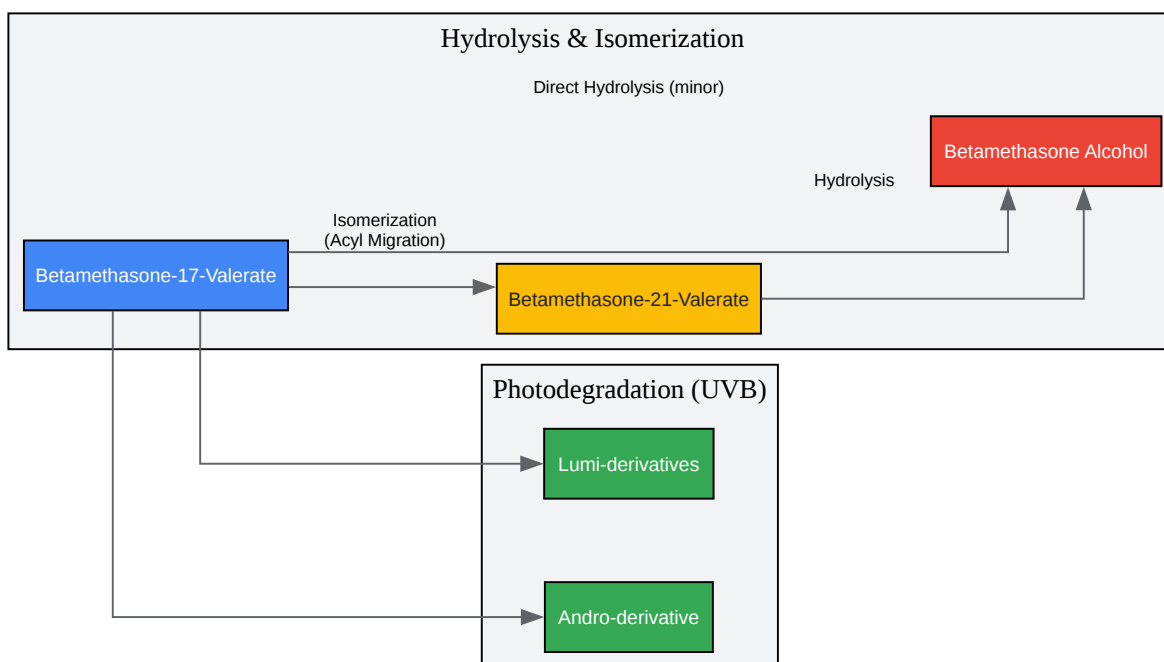 Hydrolysis & Isomerization
Direct Hydrolysis (minor)
Betamethasone Alcohol
Hydrolysis
Isomerization
(Acyl Migration)
Betamethasone-17-Valerate
Betamethasone-21-Valerate
Photodegradation (UVB)
Lumi-derivatives
Andro-derivative